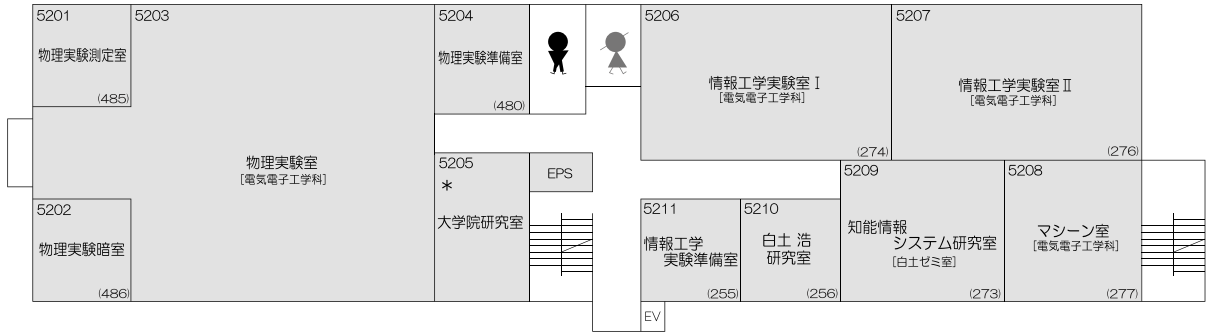 5201
物理実験測定室
(485)
5203
物理実験室
[電気電子工学科]
5202
物理実験暗室
(486)
5204
物理実験準備室
(480)
5205
*
大学院研究室
EPS
5206
情報工学実験室Ⅰ
[電気電子工学科]
(274)
5207
情報工学実験室Ⅱ
[電気電子工学科]
(276)
5211
情報工学
実験準備室
(255)
5210
白土 浩
研究室
(256)
5209
知能情報
システム研究室
[白土ゼミ室]
(273)
5208
マシーン室
[電気電子工学科]
(277)
EV